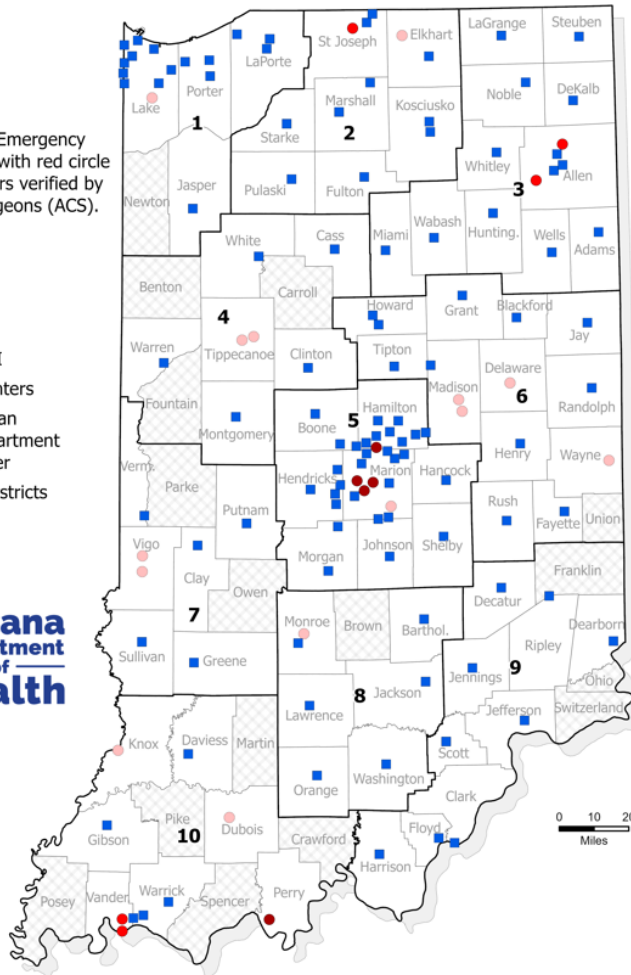 LaGrange
Steuben
St Joseph
Elkhart
LaPorte
Noble
DeKalb
Porter
Lake
Marshall
Kosciusko
1
2
Starke
Emergency
with red circle
rs verified by
geons (ACS).
Whitley
Allen
3
Newton
Jasper
Pulaski
Fulton
White
Cass
Miami
Wabash
Hunting.
Wells
Adams
Benton
Carroll
4
Howard
Grant
Blackford
Jay
Warren
Tippecanoe
Clinton
Tipton
Delaware
Madison
6
Randolph
nters
an
partment
er
stricts
Fountain
Montgomery
Boone
5
Hamilton
Henry
Wayne
Verm.
Parke
Putnam
Hendricks
Marion
Hancock
Rush
Fayette
Union
Vigo
Clay
Owen
Morgan
Johnson
Shelby
Franklin
Decatur
7
Monroe
Brown
Barthol.
Dearborn
Ripley
ana
tment
of
alth
Sullivan
Greene
8
Jackson
Jennings
9
Ohio
Lawrence
Jefferson
Switzerland
Knox
Daviess
Martin
Scott
Orange
Washington
Clark
Pike
10
Dubois
Gibson
Crawford
Floyd
Harrison
0 10 20
Miles
Posey
Vander.
Warrick
Spencer
Perry